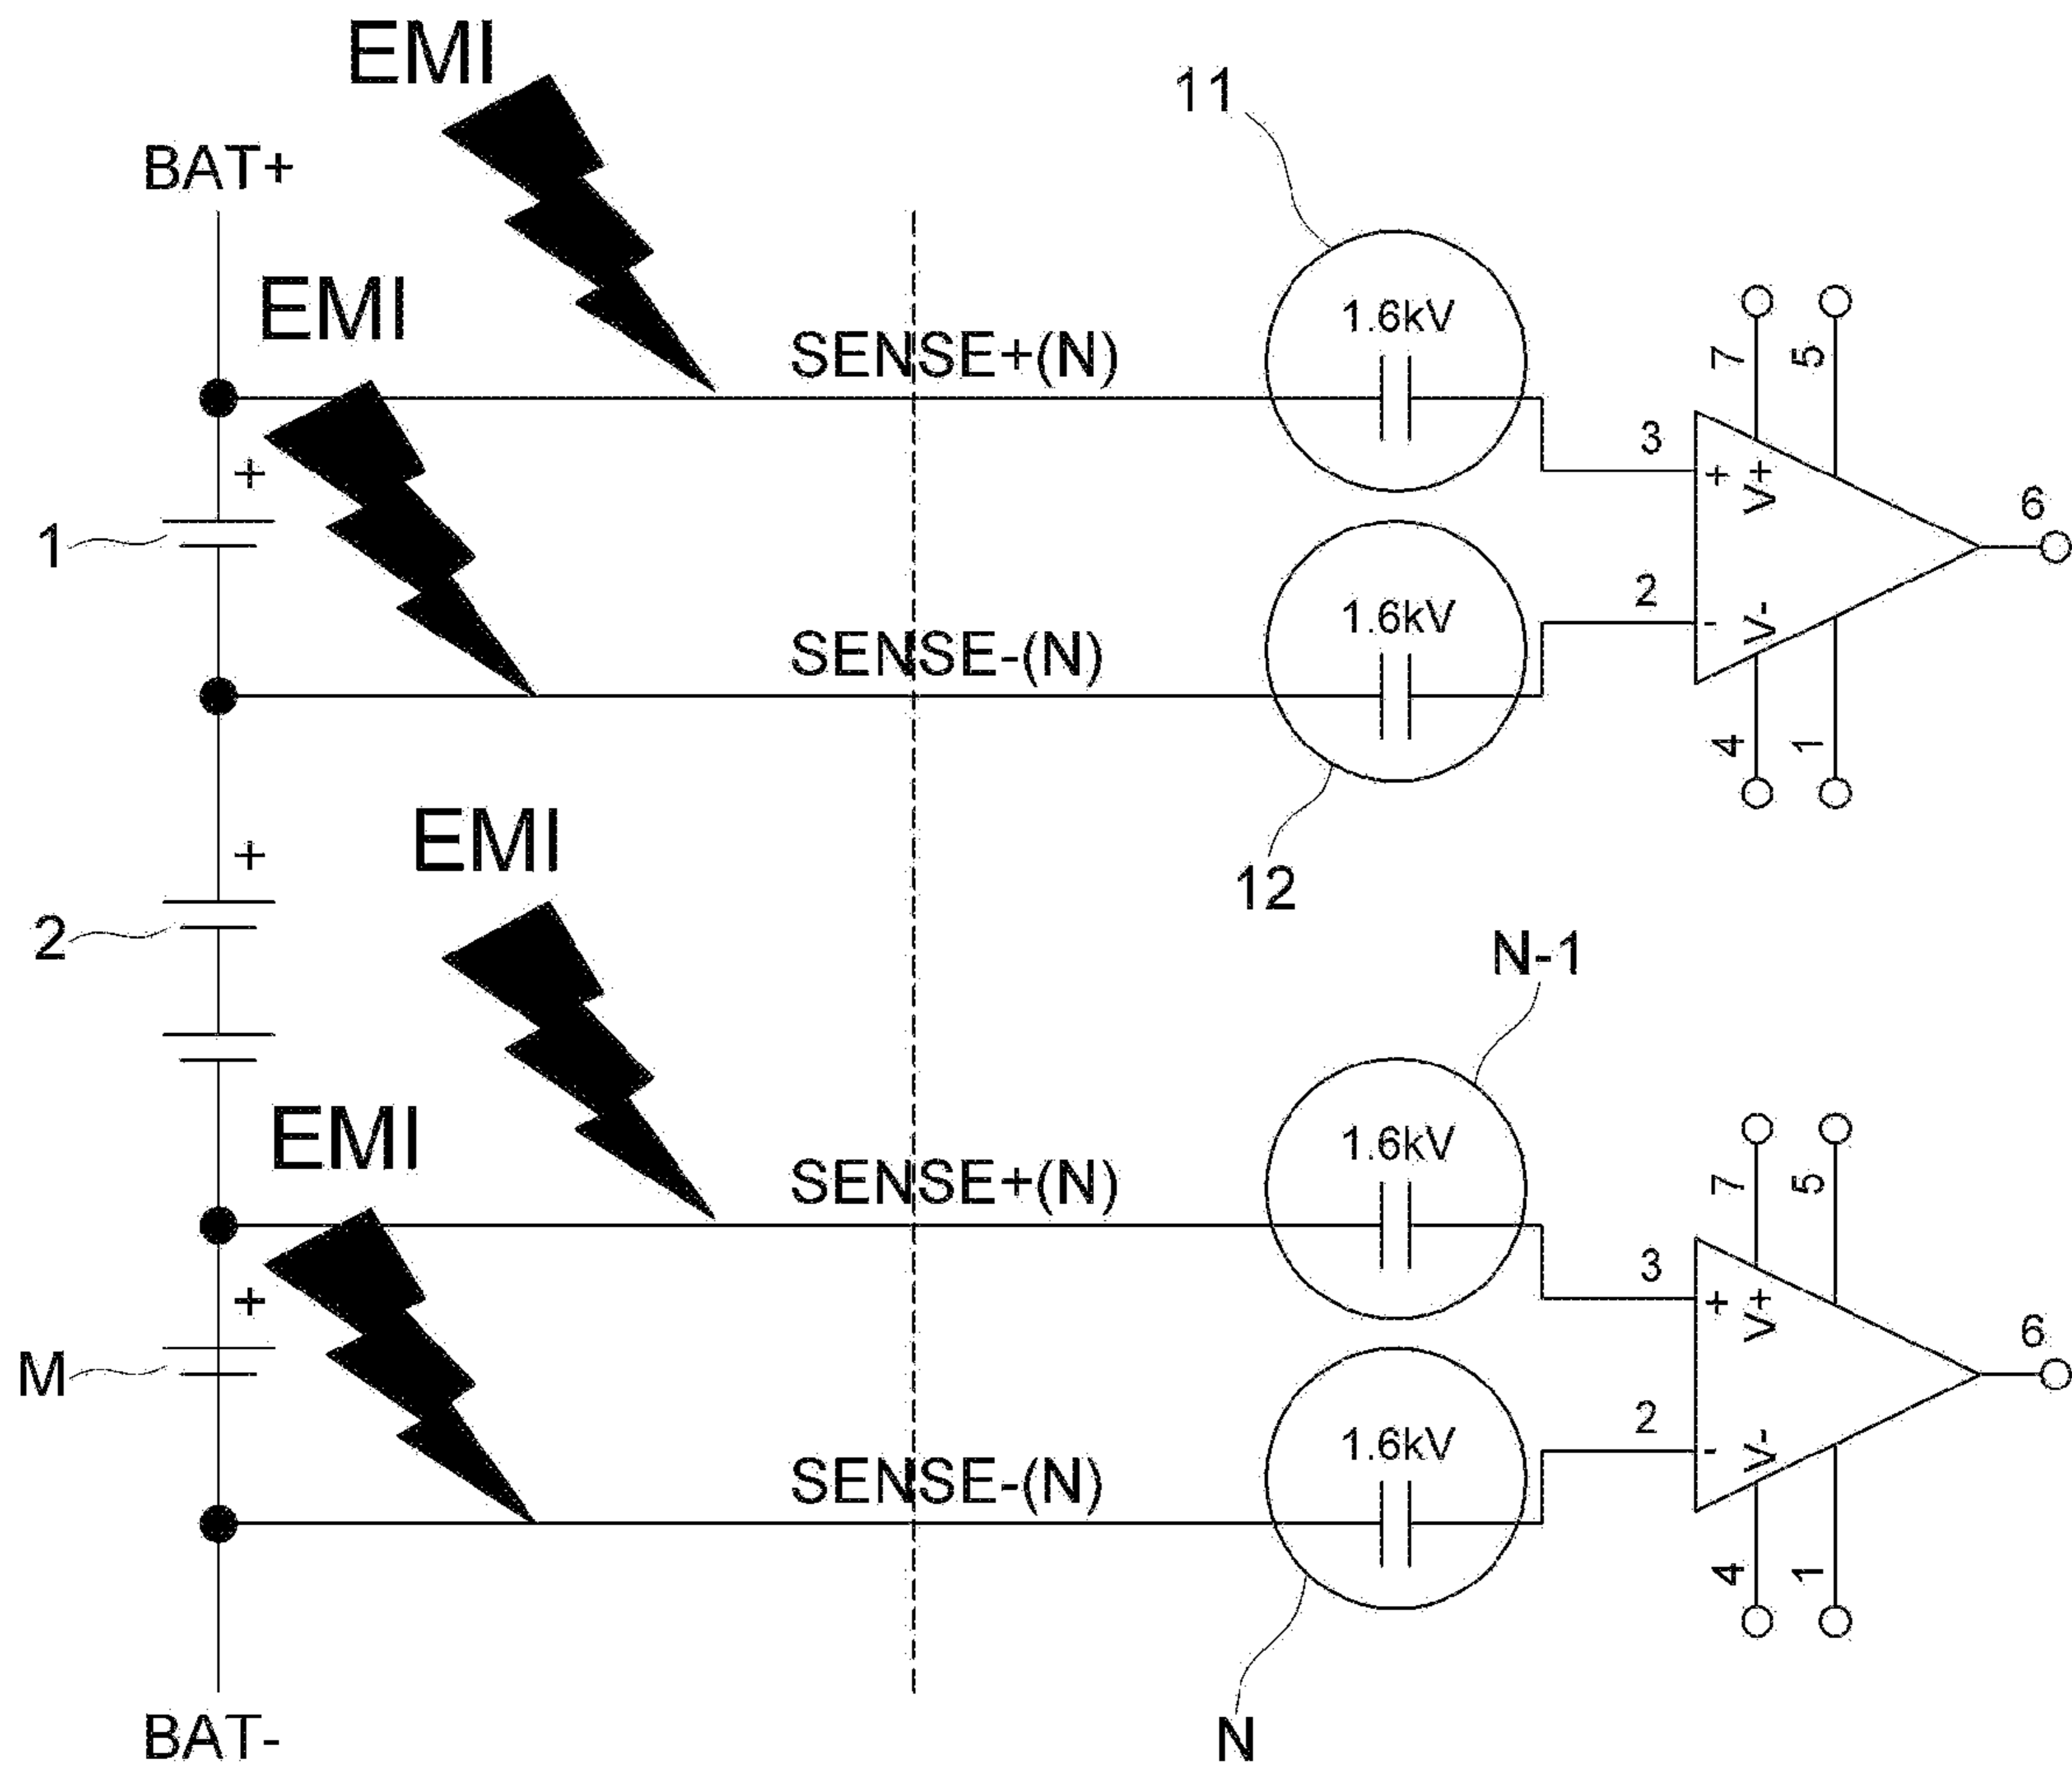 EMI
11
BAT+
EMI
1.6kV
7
5
SENSE+(N)
3
+
+
V+
1
6
1.6kV
2
-
V-
SENSE-(N)
4
1
EMI
+
12
2
N-1
EMI
1.6kV
7
5
SENSE+(N)
3
+
+
V+
6
M
1.6kV
2
-
V-
SENSE-(N)
4
1
BAT-
N